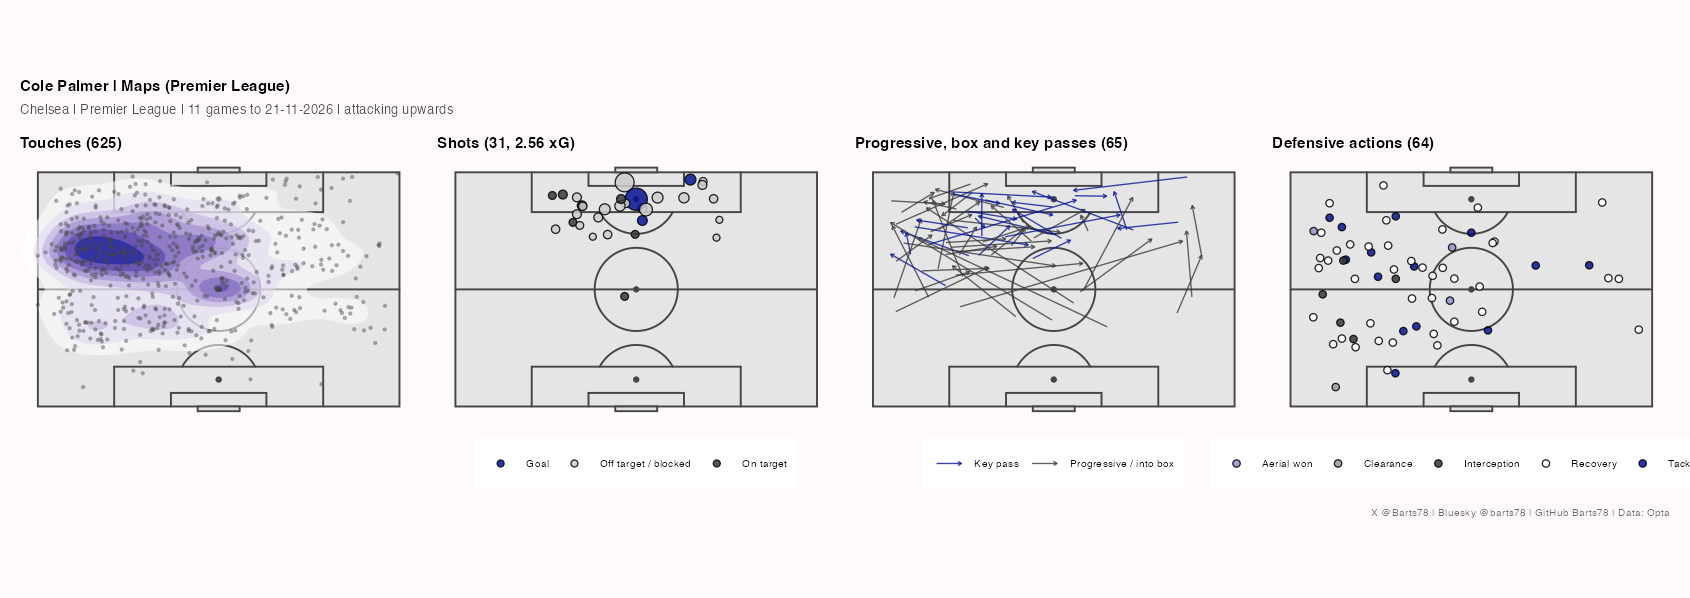 Cole Palmer | Maps (Premier League)
Chelsea | Premier League | 11 games to 21-11-2026 | attacking upwards
Touches (625)
Shots (31, 2.56 xG)
Progressive, box and key passes (65)
Defensive actions (64)
Goal
Off target / blocked
On target
Key pass
Progressive / into box
Aerial won
Clearance
Interception
Recovery
Tack
X @Barts78 | Bluesky @barts78 | GitHub Barts78 | Data: Opta